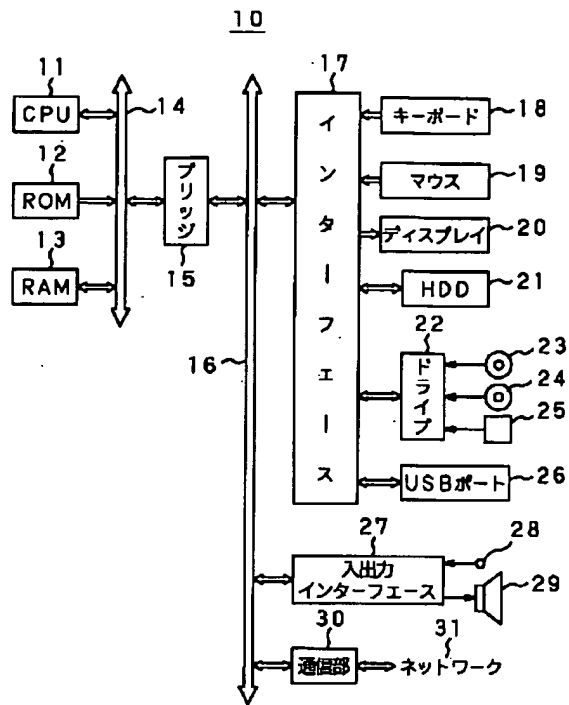 10
11
CPU
12
ROM
13
RAM
14
ブリッジ
15
16
17
インターフェース
キーボード
18
マウス
19
ディスプレイ
20
HDD
21
22
ドライブ
23
24
25
USBポート
26
27
入出力
インターフェース
28
29
30
通信部
31
ネットワーク